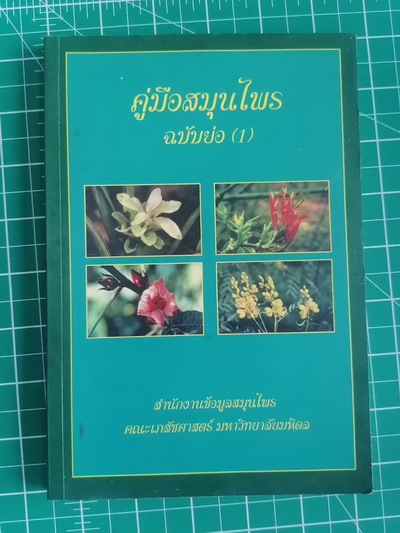 คู่มือสมุนไพร
ฉบับย่อ (1)
สำนักงานข้อมูลสมุนไพร
คณะเภสัชศาสตร์ มหาวิทยาลัยมหิดล